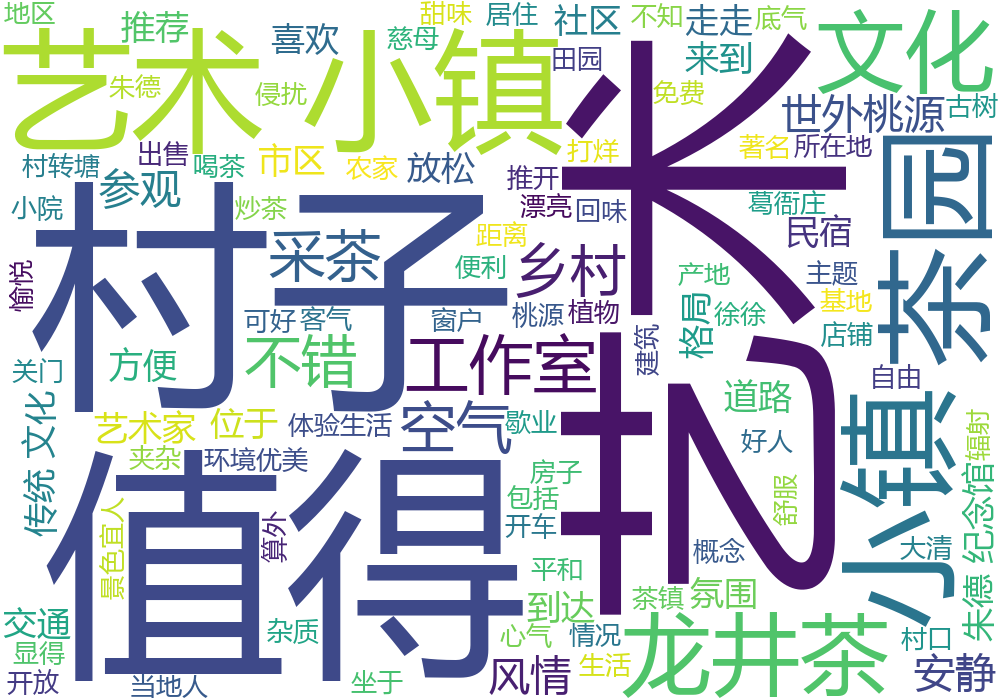 地区
推荐
喜欢
慈母
甜味
居住
社区
不知
走走
底气
文化
艺术小镇
朱德
侵扰
田园
来到
免费
世外桃源
古树
艺术
村转塘
出售
喝茶
市区
农家
放松
打烊
著名
所在地
茶园
小院
参观
炒茶
推开
漂亮
回味
葛衙庄
民宿
村子
采茶
距离
便利
乡村
产地
主题
愉悦
可好
客气
窗户
桃源
植物
格局
徐徐
基地
店铺
关门
方便
不错
工作室
建筑
自由
小镇
传统文化
艺术家
位于
体验生活
空气
歇业
道路
好人
辐射
夹杂
环境优美
房子
包括
舒服
朱德纪念馆
景色宜人
算外
开车
概念
大清
值得
平和
茶镇
氛围
交通
杂质
到达
心气
情况
龙井茶
村口
显得
开放
当地人
坐于
风情
生活
安静